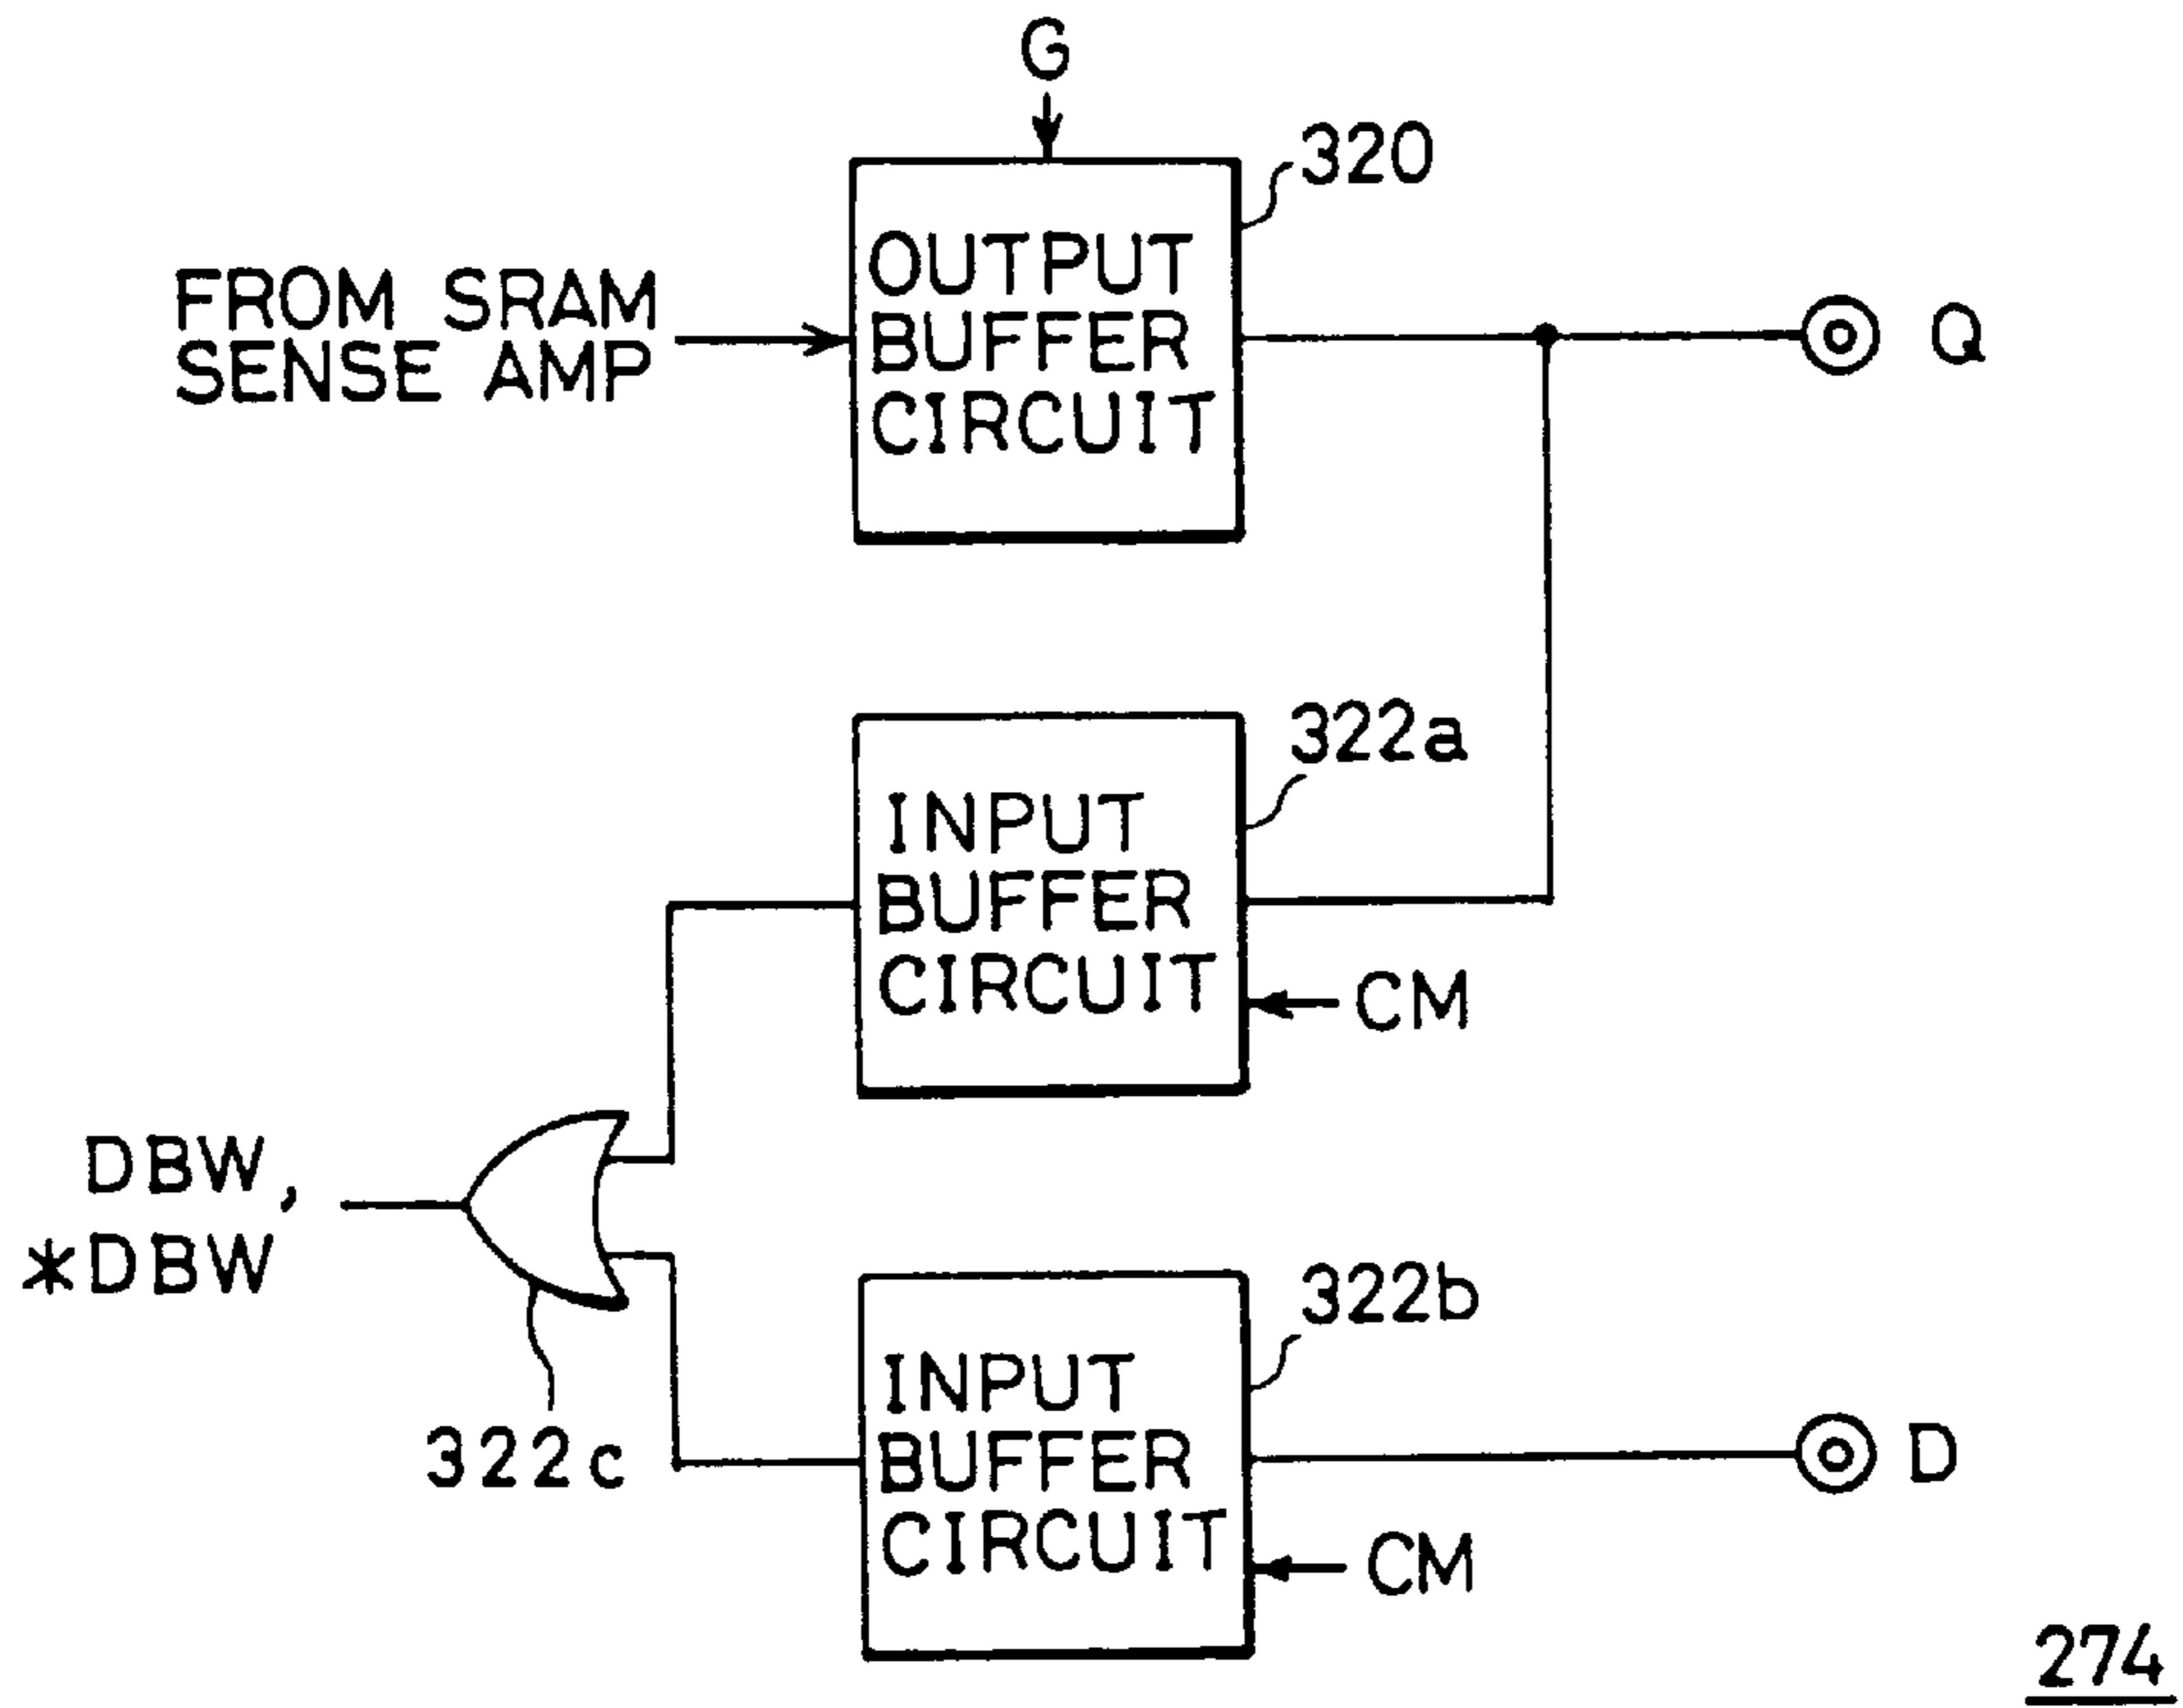 G
320
FROM SRAM
SENSE AMP
OUTPUT
BUFFER
CIRCUIT
Q
322a
INPUT
BUFFER
CIRCUIT
CM
DBW,
*DBW
322c
322b
INPUT
BUFFER
CIRCUIT
D
CM
274